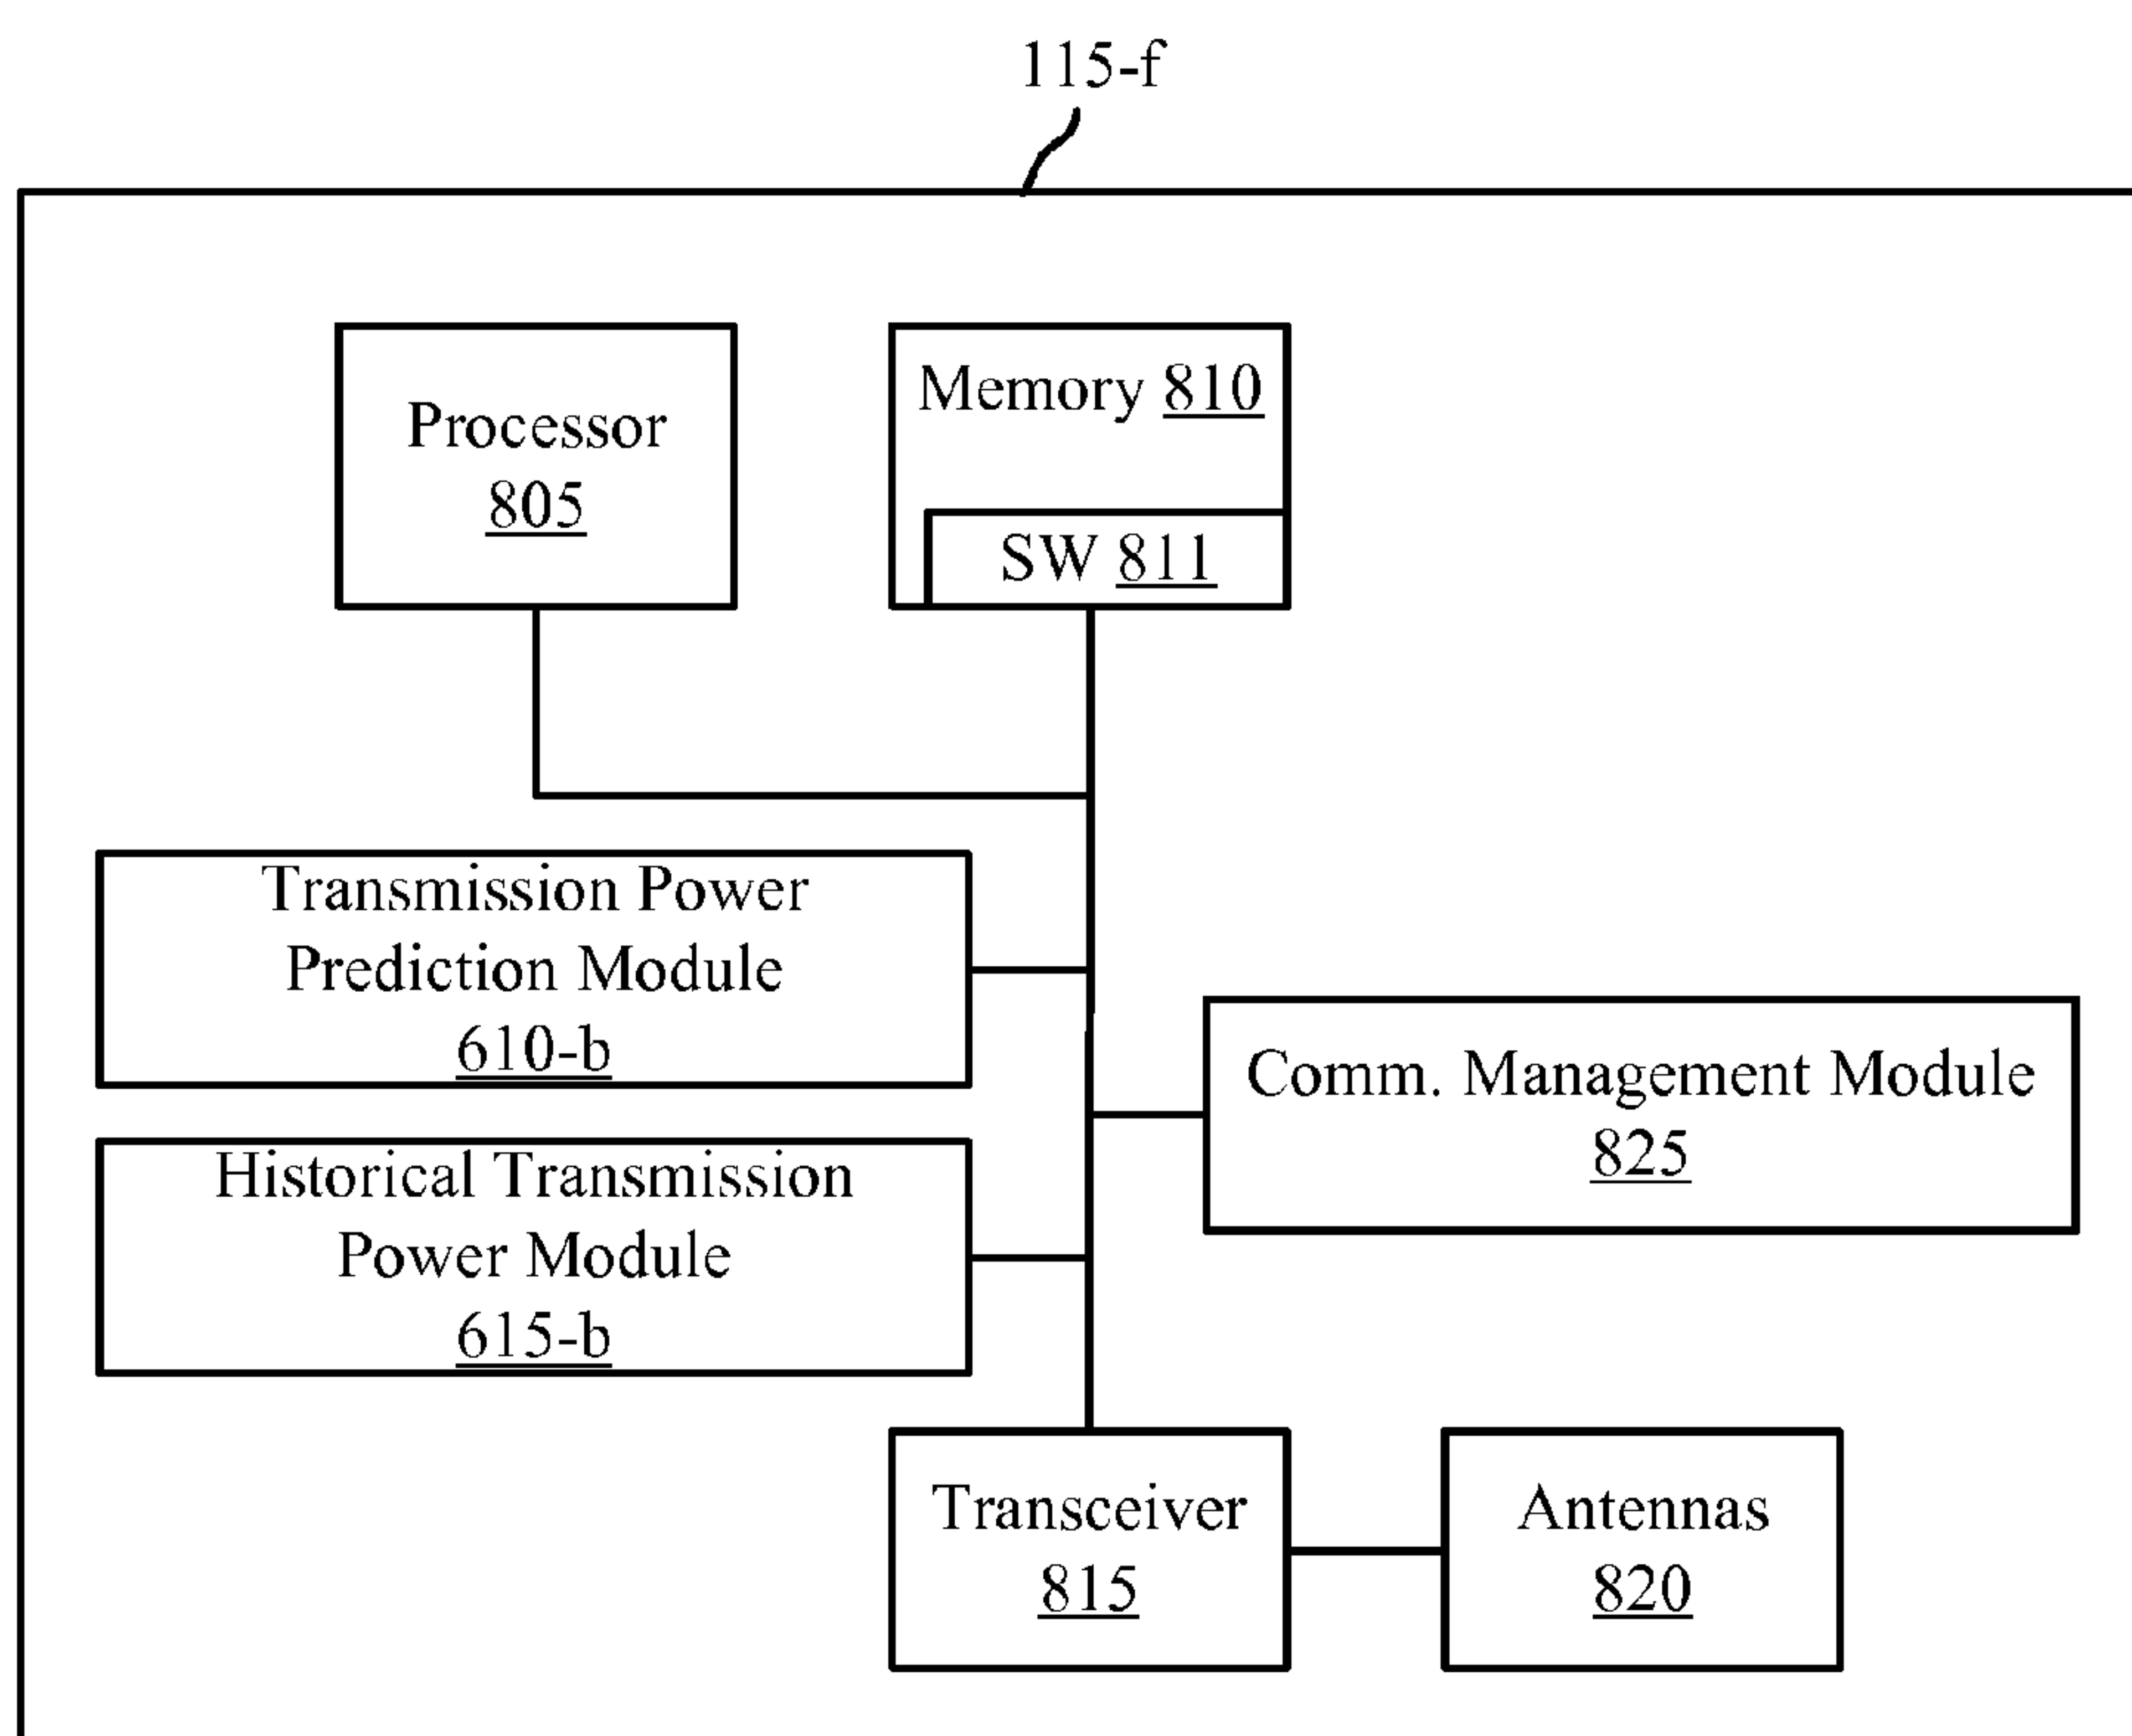 115-f
Processor
805
Memory 810
SW 811
Transmission Power
Prediction Module
610-b
Historical Transmission
Power Module
615-b
Comm. Management Module
825
Transceiver
815
Antennas
820